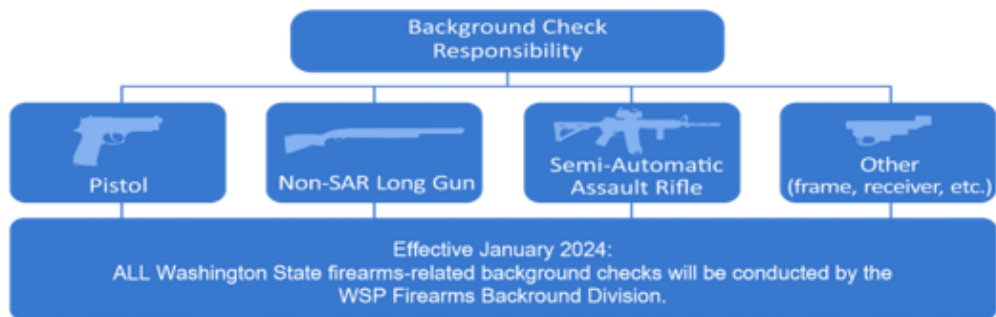 Background Check
Responsibility
Pistol
Non-SAR Long Gun
Semi-Automatic
Assault Rifle
Other
(frame, receiver, etc.)
Effective January 2024:
ALL Washington State firearms-related background checks will be conducted by the
WSP Firearms Backround Division.